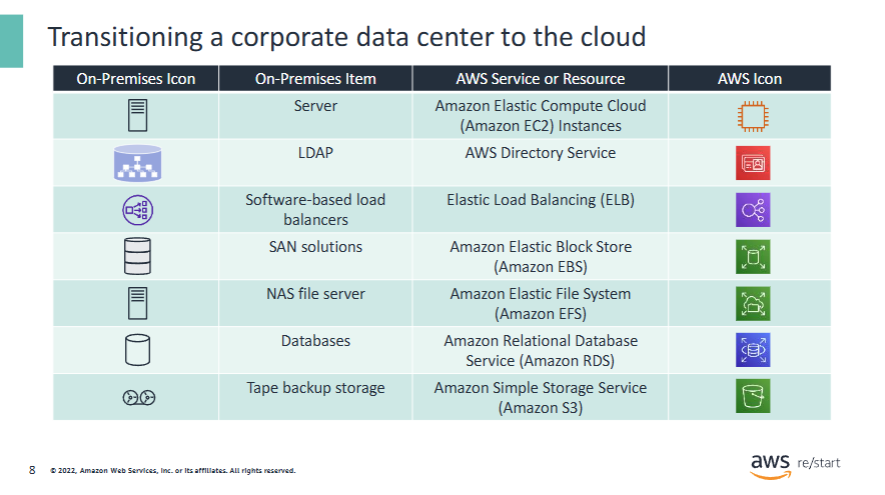 Transitioning a corporate data center to the cloud
On-Premises Icon On-Premises Item AWS Service or Resource AWS Icon
Server Amazon Elastic Compute Cloud
(Amazon EC2) Instances
LDAP AWS Directory Service
Software-based load Elastic Load Balancing (ELB)
balancers
SAN solutions Amazon Elastic Block Store
(Amazon EBS)
NAS file server Amazon Elastic File System
(Amazon EFS)
Databases Amazon Relational Database
Service (Amazon RDS)
Tape backup storage Amazon Simple Storage Service
(Amazon S3)
8 © 2022, Amazon Web Services, Inc. or its affiliates. All rights reserved.
aws re/start